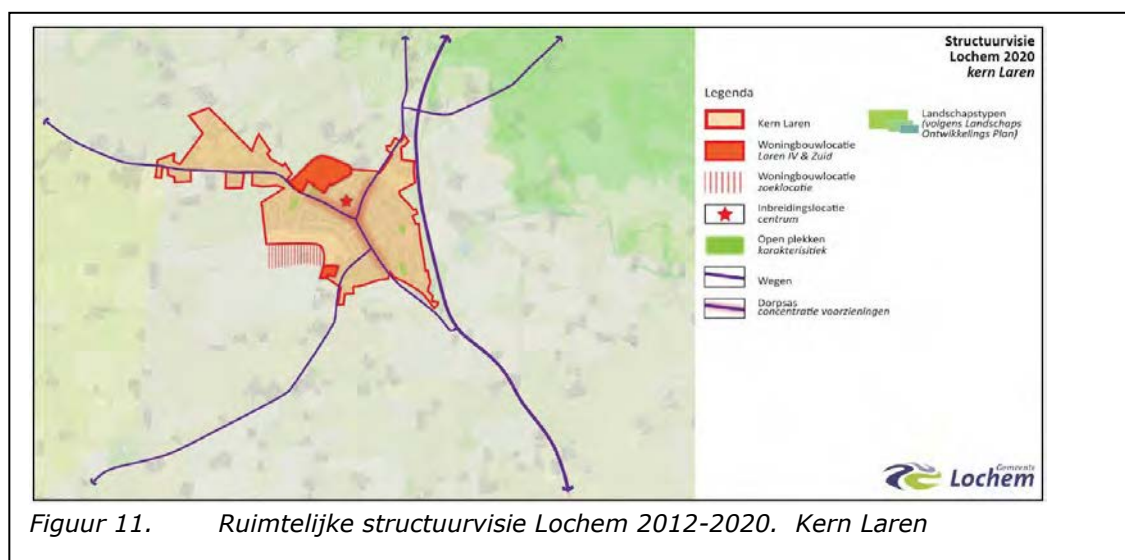 Structuurvisie
Lochem 2020
kern Laren
Legenda
Kern Laren
Woningbouwlocatie
Laren IV & Zuid
Woningbouwlocatie
zoeklocatie
Inbreidingslocatie
centrum
Open plekken
karakterisitiek
Wegen
Dorpsas
concentratie voorzieningen
Landschapstypen
(volgens Landschaps
Ontwikkelings Plan)
Gemeente
Lochem
Figuur 11. Ruimtelijke structuurvisie Lochem 2012-2020. Kern Laren